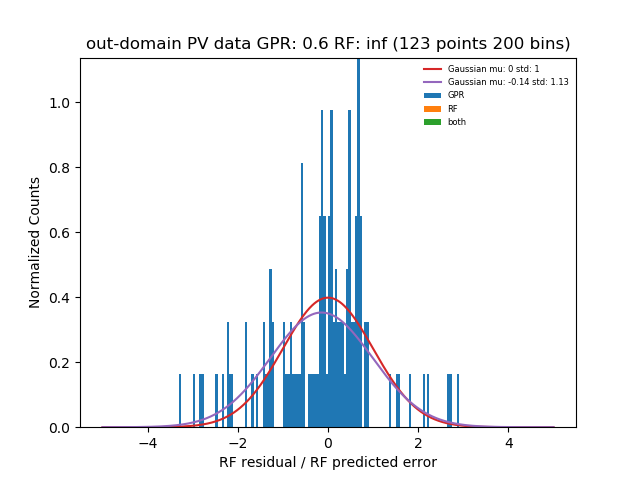 out-domain PV data GPR: 0.6 RF: inf (123 points 200 bins)
Gaussian mu: 0 std: 1
Gaussian mu: -0.14 std: 1.13
GPR
RF
both
Normalized Counts
1.0
0.8
0.6
0.4
0.2
0.0
−4 −2 0 2 4
RF residual / RF predicted error